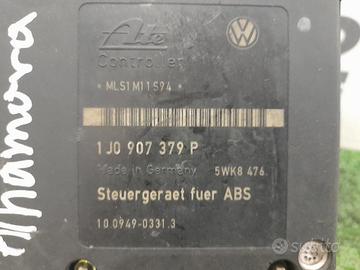 Ate
Controller
* MLS1M11594 *
1J0 907 379 P
Made in Germany 5WK8 476
Steuergeraet fuer ABS
10.0949-0331.3
subito